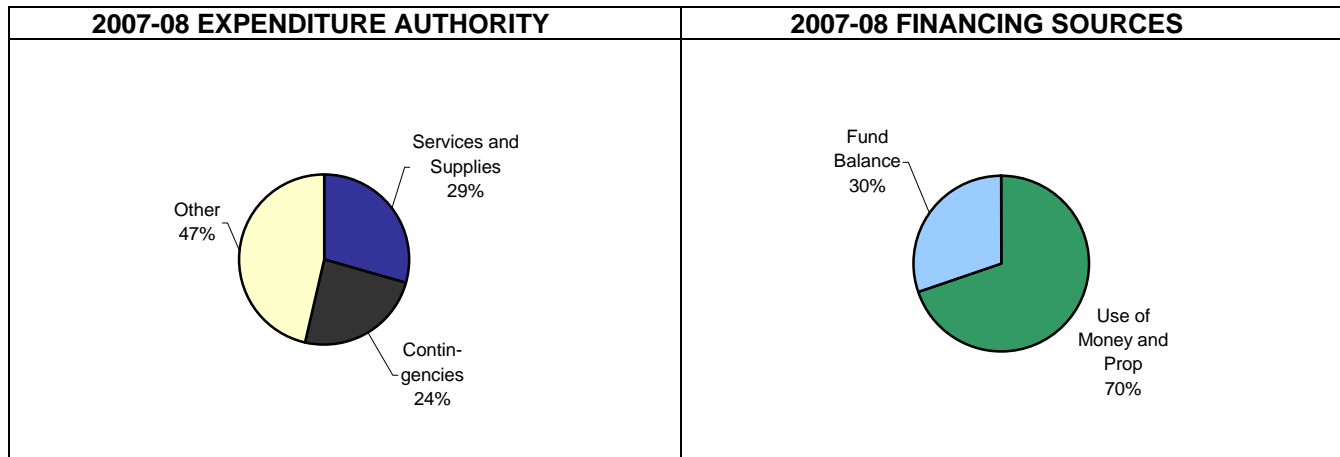 2007-08 EXPENDITURE AUTHORITY
2007-08 FINANCING SOURCES
Services and
Supplies
29%
Other
47%
Contin-
gencies
24%
Fund
Balance
30%
Use of
Money and
Prop
70%